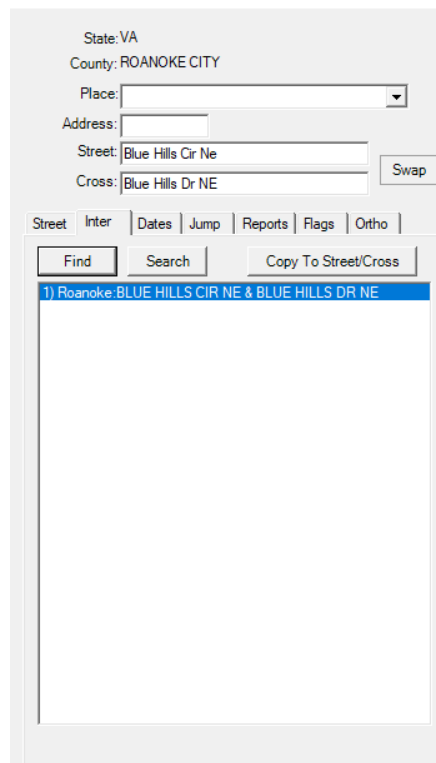 State: VA
County: ROANOKE CITY
Place:
Address:
Street: Blue Hills Cir Ne
Cross: Blue Hills Dr NE
Swap
Street Inter Dates Jump Reports Flags Ortho
Find Search Copy To Street/Cross
1) Roanoke:BLUE HILLS CIR NE & BLUE HILLS DR NE